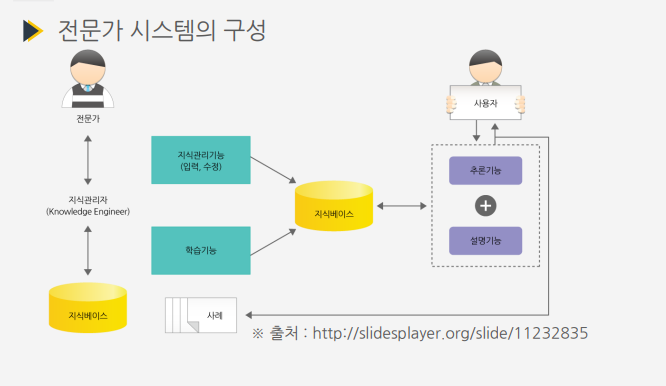 전문가 시스템의 구성
전문가
사용자
지식관리기능
(입력, 수정)
추론기능
지식관리자
(Knowledge Engineer)
지식베이스
학습기능
설명기능
지식베이스
사례
※ 출처 : http://slidesplayer.org/slide/11232835